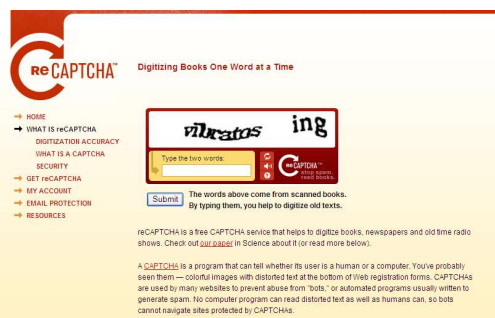 reCAPTCHA™
Digitizing Books One Word at a Time
vibratos ing
Type the two words:
reCAPTCHA™
stop spam.
read books.
HOME
WHAT IS reCAPTCHA
DIGITIZATION ACCURACY
WHAT IS A CAPTCHA
SECURITY
GET reCAPTCHA
MY ACCOUNT
EMAIL PROTECTION
RESOURCES
Submit
The words above come from scanned books.
By typing them, you help to digitize old texts.
reCAPTCHA is a free CAPTCHA service that helps to digitize books, newspapers and old time radio
shows. Check out our paper in Science about it (or read more below).
A CAPTCHA is a program that can tell whether its user is a human or a computer. You've probably
seen them — colorful images with distorted text at the bottom of Web registration forms. CAPTCHAs
are used by many websites to prevent abuse from "bots," or automated programs usually written to
generate spam. No computer program can read distorted text as well as humans can, so bots
cannot navigate sites protected by CAPTCHAs.